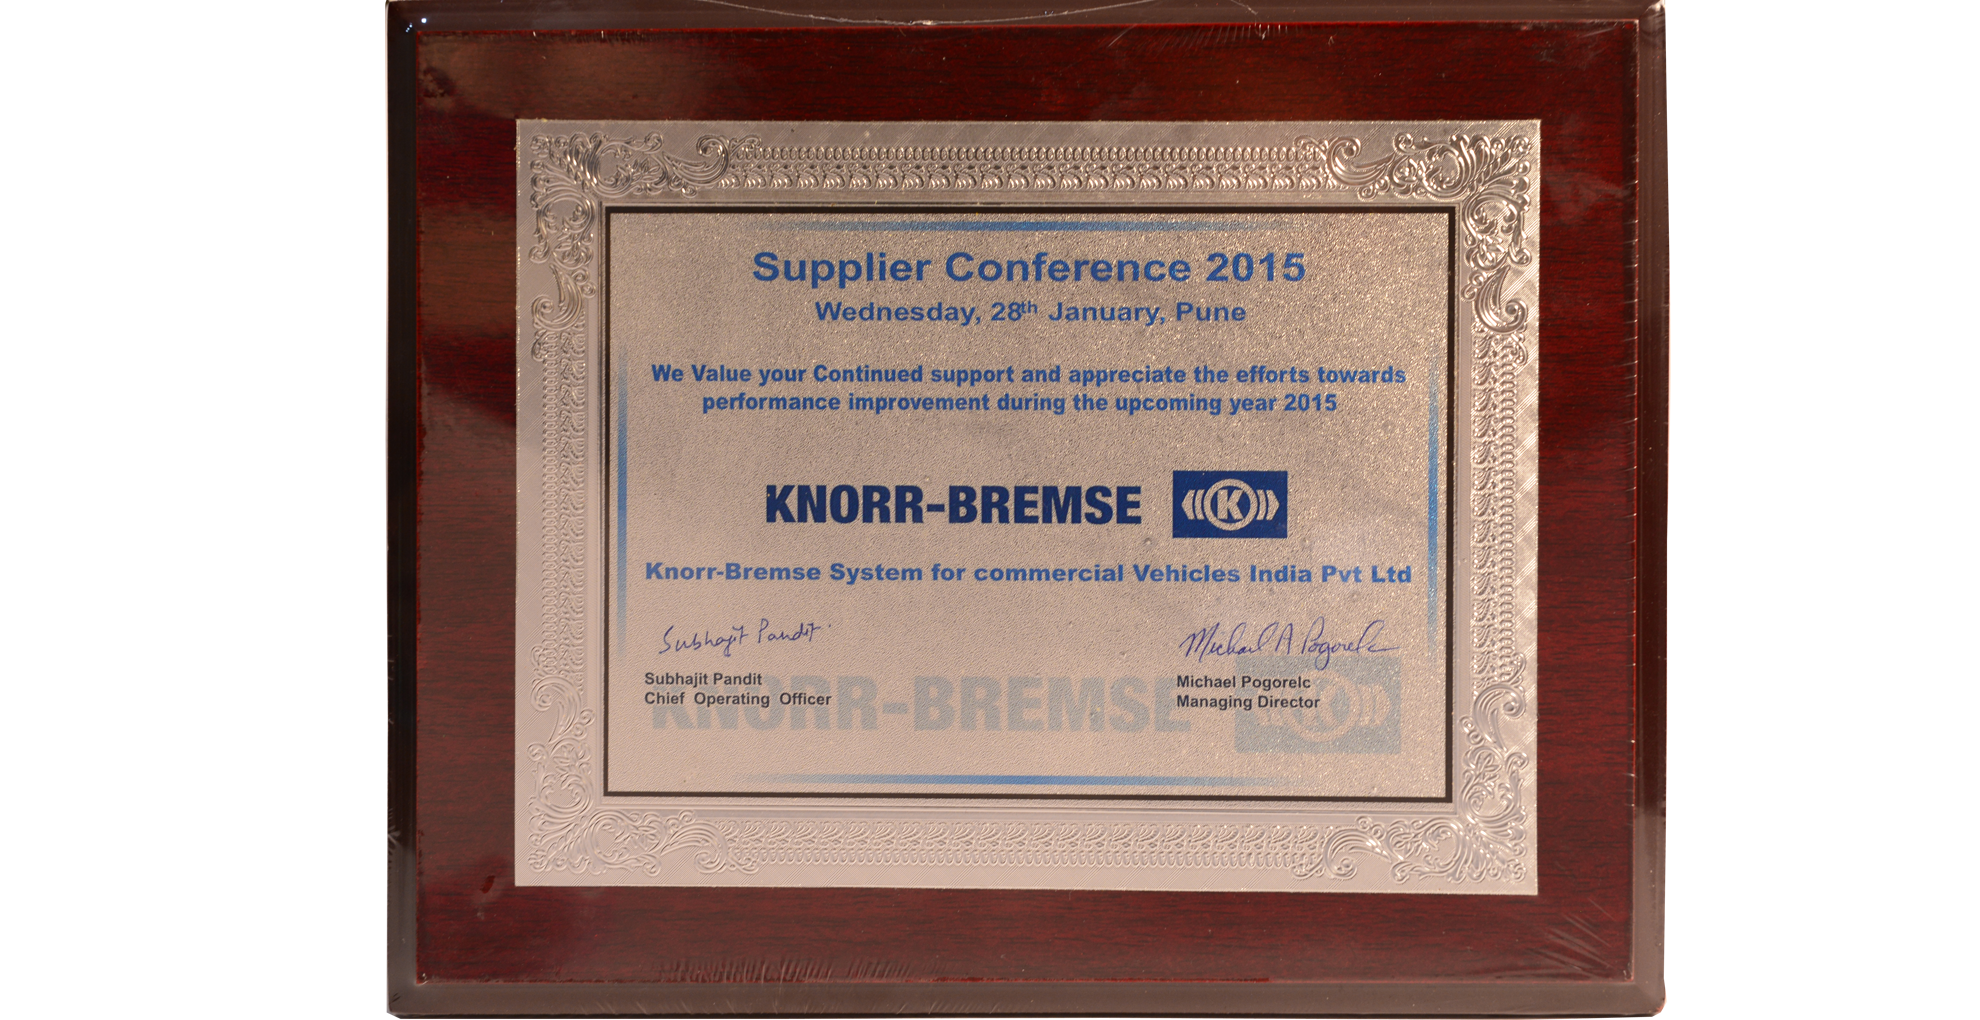 Supplier Conference 2015
Wednesday, 28th January, Pune
We Value your Continued support and appreciate the efforts towards
performance improvement during the upcoming year 2015
KNORR-BREMSE K
Knorr-Bremse System for commercial Vehicles India Pvt Ltd
Subhajit Pandit Michael A Pogorelc
Subhajit Pandit Michael Pogorelc
Chief Operating Officer Managing Director
KNORR-BREMSE K